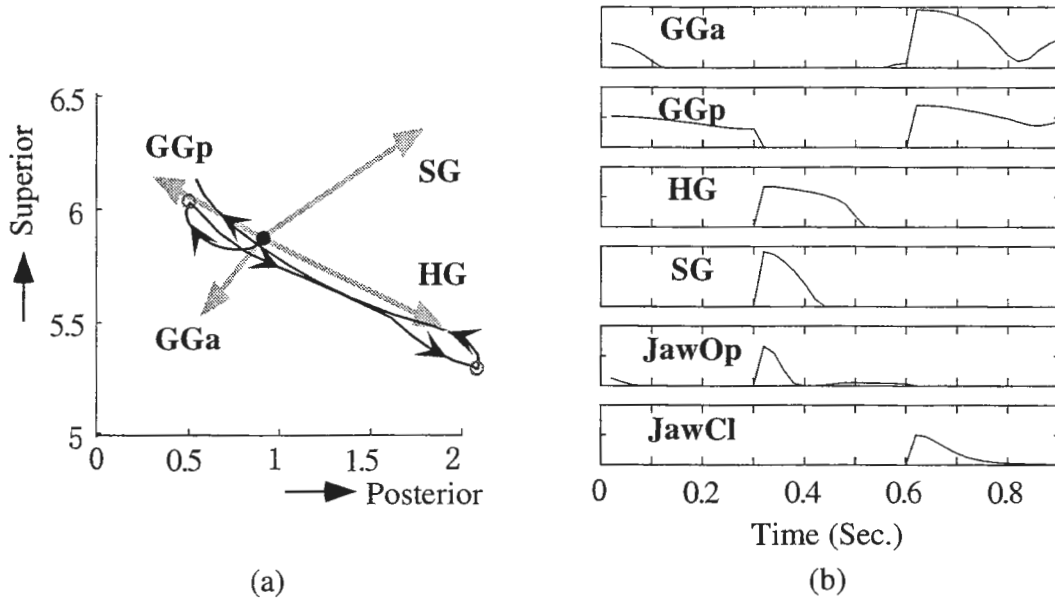 6.5
6
5.5
5
Superior
GGp
SG
HG
GGa
0 0.5 1 1.5 2
Posterior
(a)
GGa
GGp
HG
SG
JawOp
JawCl
0 0.2 0.4 0.6 0.8
Time (Sec.)
(b)